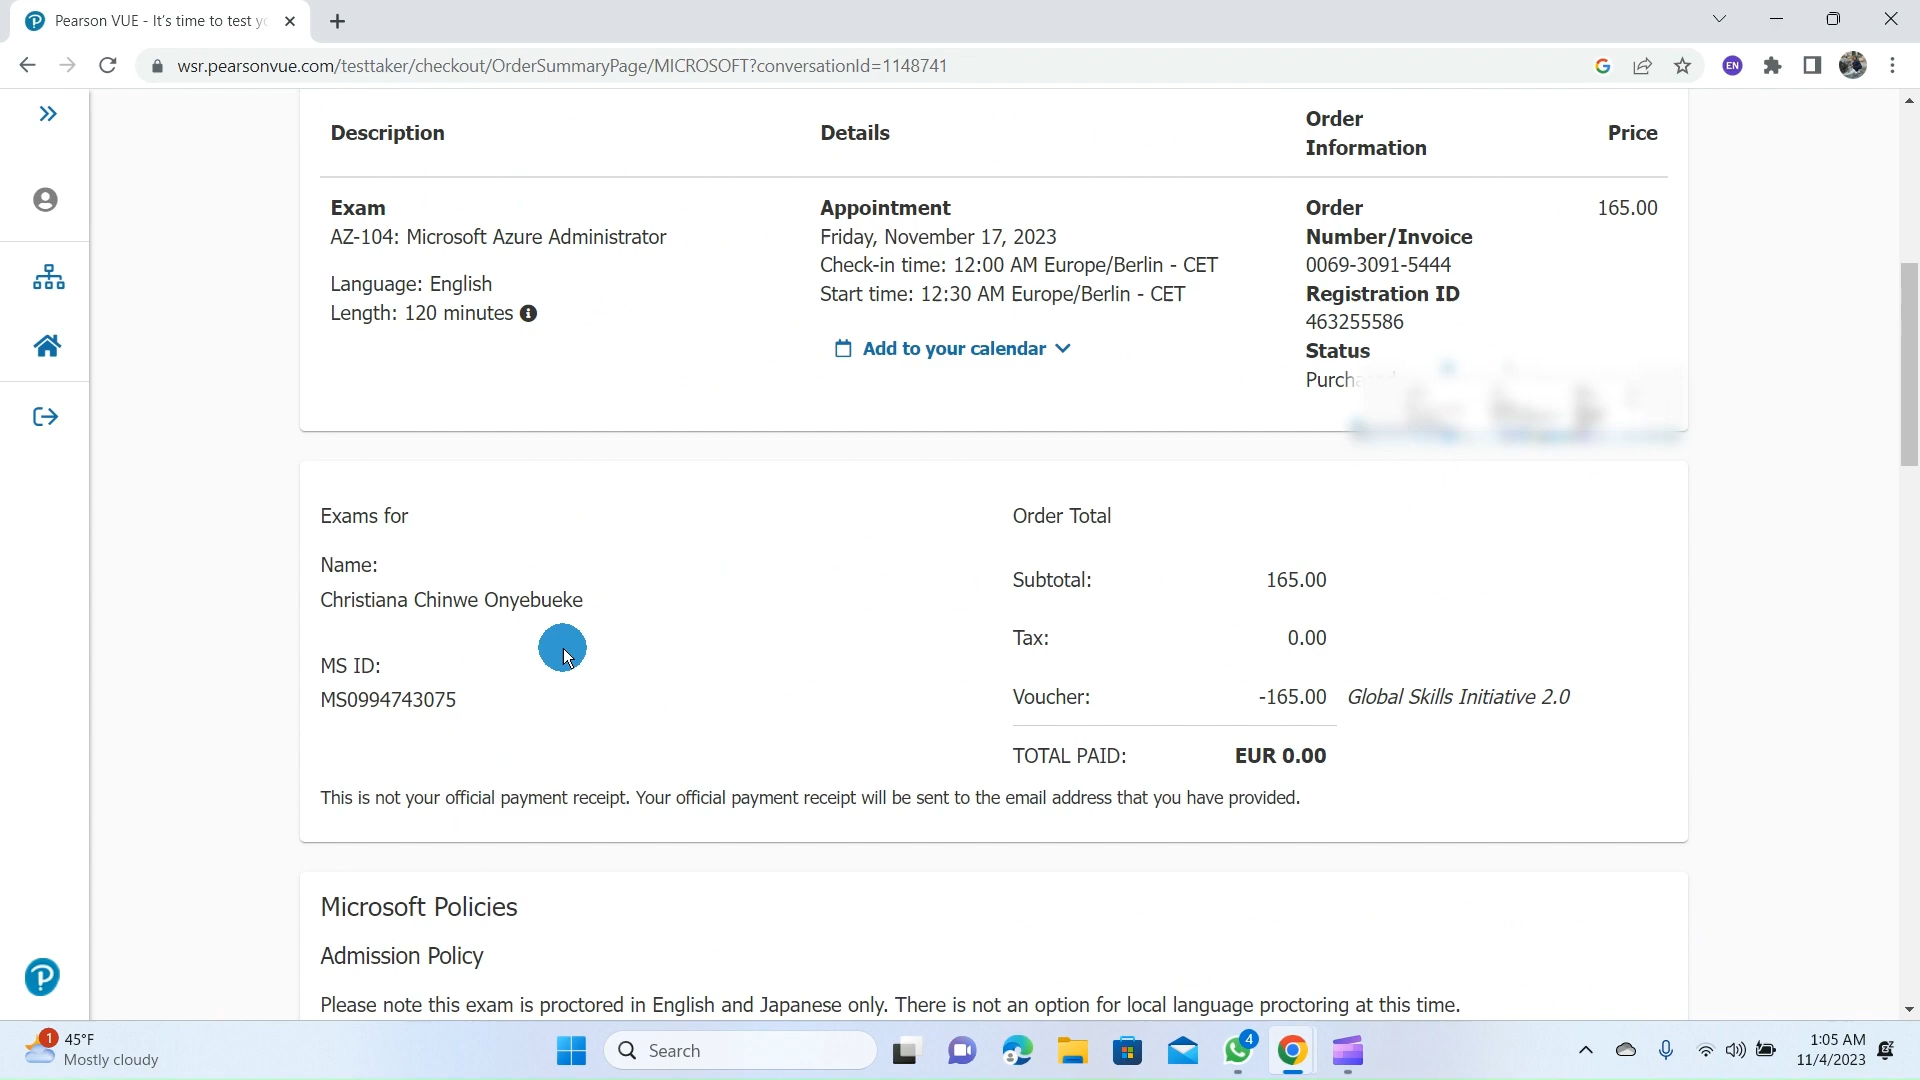 Pearson VUE - It's time to test yo
wsr.pearsonvue.com/testtaker/checkout/OrderSummaryPage/MICROSOFT?conversationId=1148741
EN
Description
Details
Order
Information
Price
Exam
AZ-104: Microsoft Azure Administrator
Language: English
Length: 120 minutes
Appointment
Friday, November 17, 2023
Check-in time: 12:00 AM Europe/Berlin - CET
Start time: 12:30 AM Europe/Berlin - CET
Add to your calendar
Order
Number/Invoice
0069-3091-5444
Registration ID
463255586
Status
165.00
Exams for
Name:
Christiana Chinwe Onyebueke
MS ID:
MS0994743075
Order Total
Subtotal: 165.00
Tax: 0.00
Voucher: -165.00 Global Skills Initiative 2.0
TOTAL PAID: EUR 0.00
This is not your official payment receipt. Your official payment receipt will be sent to the email address that you have provided.
Microsoft Policies
Admission Policy
Please note this exam is proctored in English and Japanese only. There is not an option for local language proctoring at this time.
1
45°F
Mostly cloudy
Search
4
1:05 AM
11/4/2023